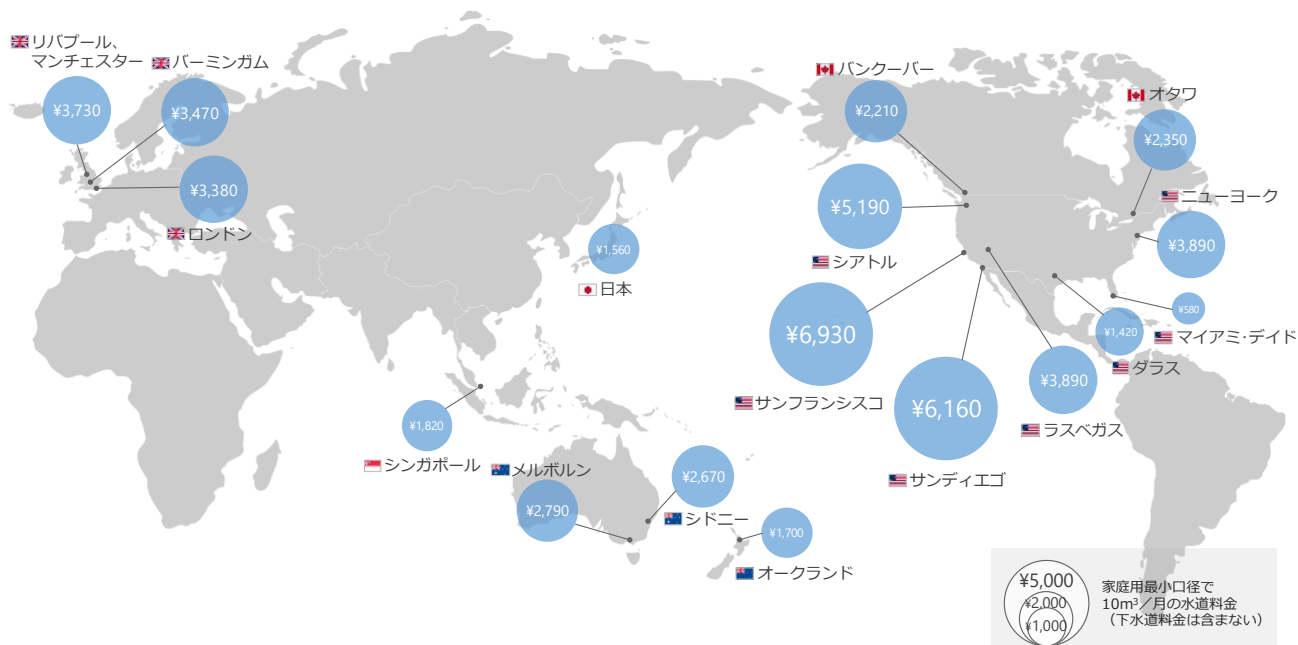 リバプール、
マンチェスター
¥3,730
バーミンガム
¥3,470
¥3,380
ロンドン
¥1,560
日本
¥1,820
シンガポール
メルボルン
¥2,790
¥2,670
シドニー
¥1,700
オークランド
バンクーバー
¥2,210
オタワ
¥2,350
¥5,190
シアトル
ニューヨーク
¥3,890
¥6,930
サンフランシスコ
¥6,160
サンディエゴ
¥3,890
ラスベガス
¥1,420
ダラス
¥580
マイアミ・デイド
¥5,000
¥2,000
¥1,000
家庭用最小口径で
10m³／月の水道料金
（下水道料金は含まない）